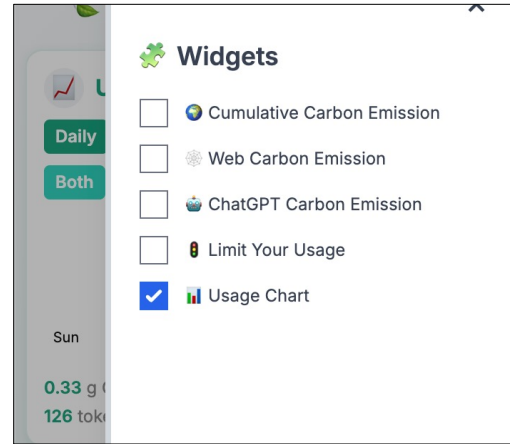 Widgets
Cumulative Carbon Emission
Web Carbon Emission
ChatGPT Carbon Emission
Limit Your Usage
Usage Chart
Daily
Both
Sun
0.33 g
126